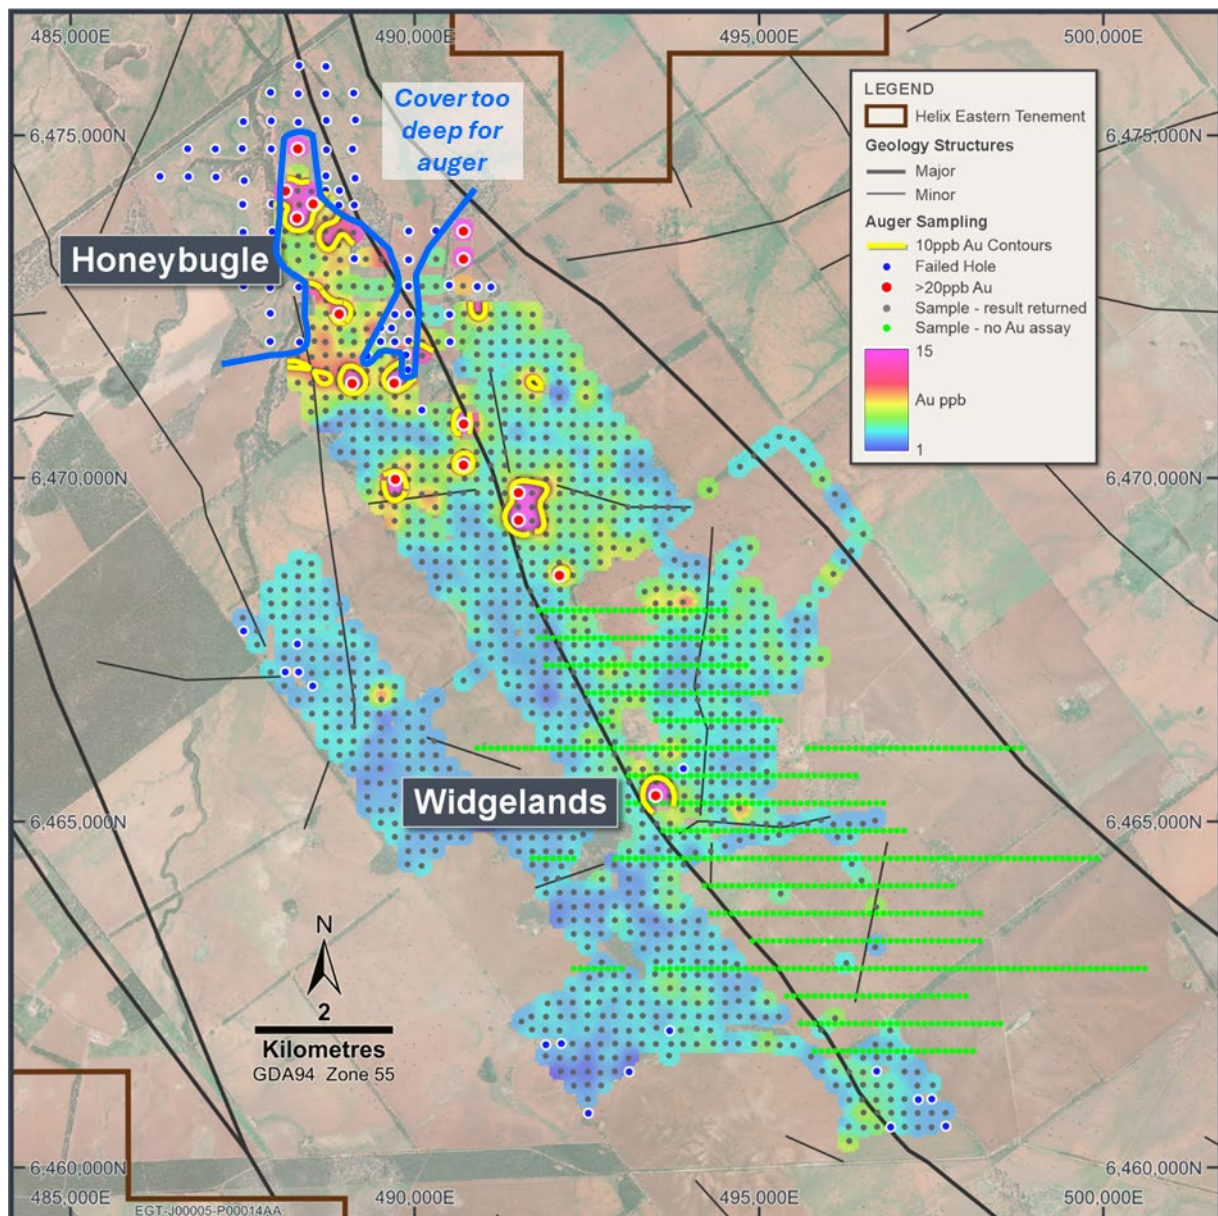 485,000E
490,000E
495,000E
500,000E
6,475,000N
6,475,000N
Cover too
deep for
auger
LEGEND
Helix Eastern Tenement
Geology Structures
Major
Minor
Auger Sampling
10ppb Au Contours
Failed Hole
>20ppb Au
Sample - result returned
Sample - no Au assay
15
Au ppb
1
Honeybugle
6,470,000N
6,470,000N
Widgelands
6,465,000N
6,465,000N
N
2
Kilometres
GDA94 Zone 55
6,460,000N
6,460,000N
485,000E
490,000E
495,000E
500,000E
EGT-J00005-P00014AA